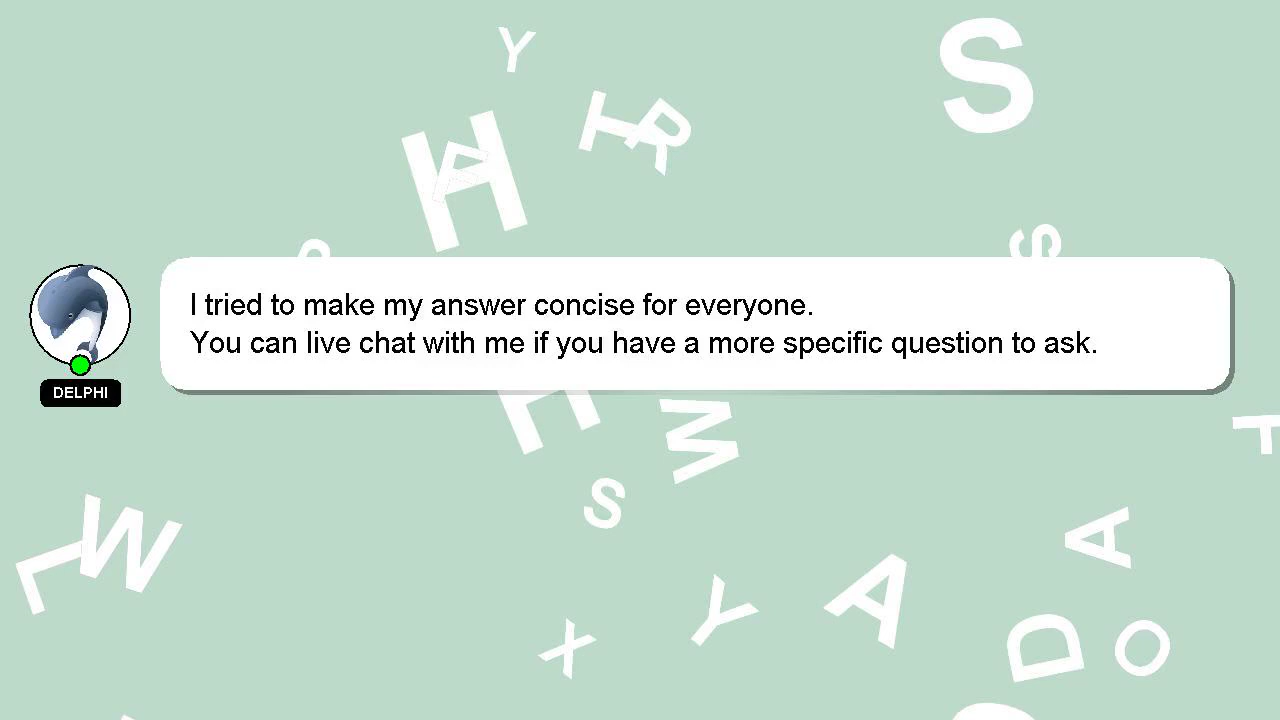 Y
S
H
A
T
R
S
I tried to make my answer concise for everyone.
You can live chat with me if you have a more specific question to ask.
DELPHI
H
W
S
L
W
A
A
Y
X
D
O